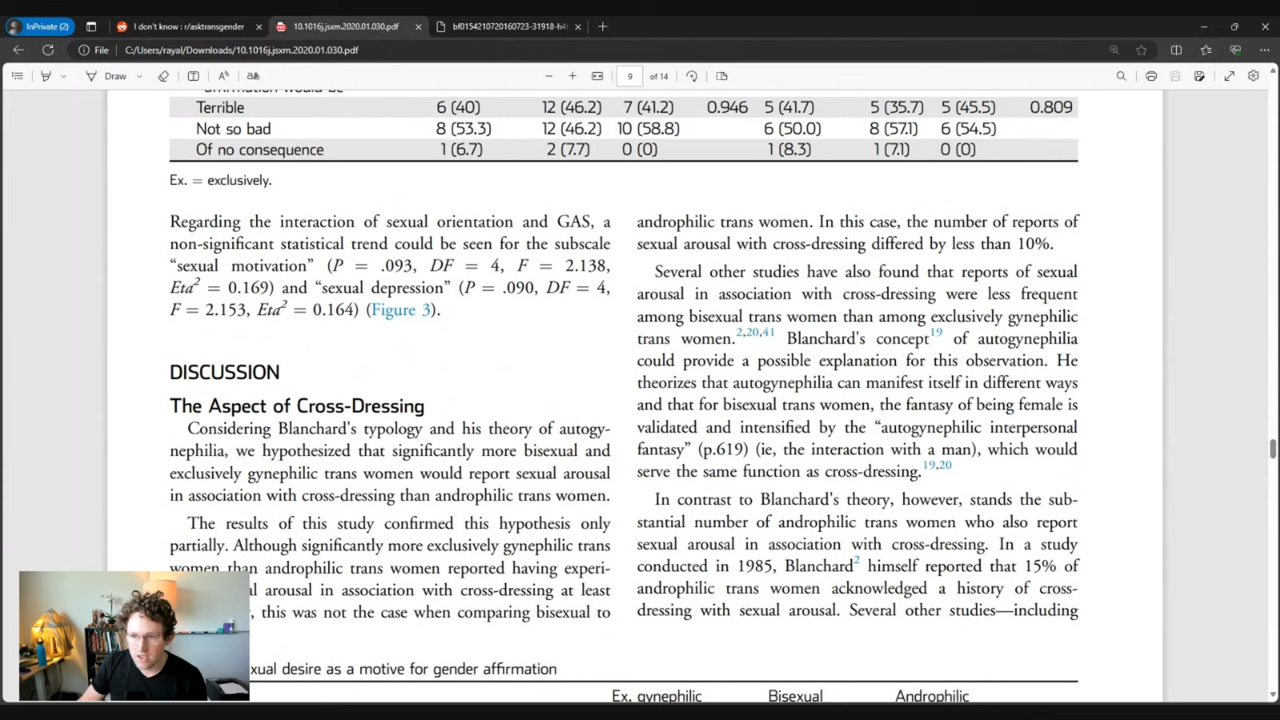 InPrivate (2)
I don't know : r/asktransgender
10.1016j.jsxm.2020.01.030.pdf
bf0154210720160723-31918-h4
File
C:/Users/rayal/Downloads/10.1016j.jsxm.2020.01.030.pdf
Draw
9 of 14
Terrible 6 (40) 12 (46.2) 7 (41.2) 0.946 5 (41.7) 5 (35.7) 5 (45.5) 0.809
Not so bad 8 (53.3) 12 (46.2) 10 (58.8) 6 (50.0) 8 (57.1) 6 (54.5)
Of no consequence 1 (6.7) 2 (7.7) 0 (0) 1 (8.3) 1 (7.1) 0 (0)
Ex. = exclusively.
Regarding the interaction of sexual orientation and GAS, a
non-significant statistical trend could be seen for the subscale
“sexual motivation” (P = .093, DF = 4, F = 2.138,
Eta2 = 0.169) and “sexual depression” (P = .090, DF = 4,
F = 2.153, Eta2 = 0.164) (Figure 3).
DISCUSSION
The Aspect of Cross-Dressing
Considering Blanchard's typology and his theory of autogy-
nephilia, we hypothesized that significantly more bisexual and
exclusively gynephilic trans women would report sexual arousal
in association with cross-dressing than androphilic trans women.
The results of this study confirmed this hypothesis only
partially. Although significantly more exclusively gynephilic trans
women than androphilic trans women reported having experi-
al arousal in association with cross-dressing at least
, this was not the case when comparing bisexual to
androphilic trans women. In this case, the number of reports of
sexual arousal with cross-dressing differed by less than 10%.
Several other studies have also found that reports of sexual
arousal in association with cross-dressing were less frequent
among bisexual trans women than among exclusively gynephilic
trans women.2,20,41 Blanchard's concept19 of autogynephilia
could provide a possible explanation for this observation. He
theorizes that autogynephilia can manifest itself in different ways
and that for bisexual trans women, the fantasy of being female is
validated and intensified by the “autogynephilic interpersonal
fantasy” (p.619) (ie, the interaction with a man), which would
serve the same function as cross-dressing.19,20
In contrast to Blanchard's theory, however, stands the sub-
stantial number of androphilic trans women who also report
sexual arousal in association with cross-dressing. In a study
conducted in 1985, Blanchard2 himself reported that 15% of
androphilic trans women acknowledged a history of cross-
dressing with sexual arousal. Several other studies—including
xual desire as a motive for gender affirmation
Ex. gynephilic Bisexual Androphilic